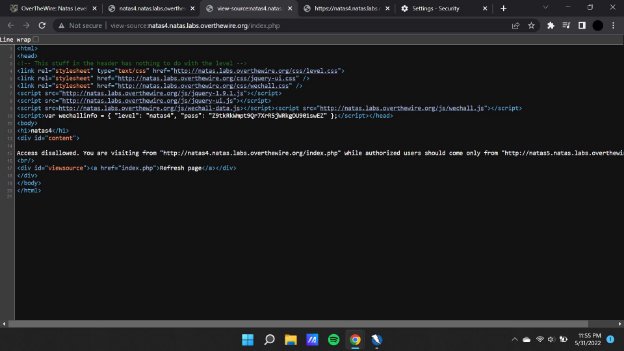 OverTheWire: Natas Level
natas4.natas.labs.overthewire
view-source:natas4.natas.labs
https://natas4.natas.labs.over
Settings - Security
Not secure | view-source:natas4.natas.labs.overthewire.org/index.php
Line wrap
1 <html>
2 <head>
3 <!-- This stuff in the header has nothing to do with the level -->
4 <link rel="stylesheet" type="text/css" href="http://natas.labs.overthewire.org/css/level.css">
5 <link rel="stylesheet" href="http://natas.labs.overthewire.org/css/jquery-ui.css" />
6 <link rel="stylesheet" href="http://natas.labs.overthewire.org/css/wechall.css" />
7 <script src="http://natas.labs.overthewire.org/js/jquery-1.9.1.js"></script>
8 <script src="http://natas.labs.overthewire.org/js/jquery-ui.js"></script>
9 <script src=http://natas.labs.overthewire.org/js/wechall-data.js></script><script src="http://natas.labs.overthewire.org/js/wechall.js"></script>
10 <script>var wechallinfo = { "level": "natas4", "pass": };</script></head>
11 <body>
12 <h1>natas4</h1>
13 <div id="content">
14
15 Access disallowed. You are visiting from "http://natas4.natas.labs.overthewire.org/index.php" while authorized users should come only from "http://natas5.natas.labs.overthewi
16 <br/>
17 <div id="viewsource"><a href="index.php">Refresh page</a></div>
18 </div>
19 </body>
20 </html>
21
11:55 PM
5/31/2022